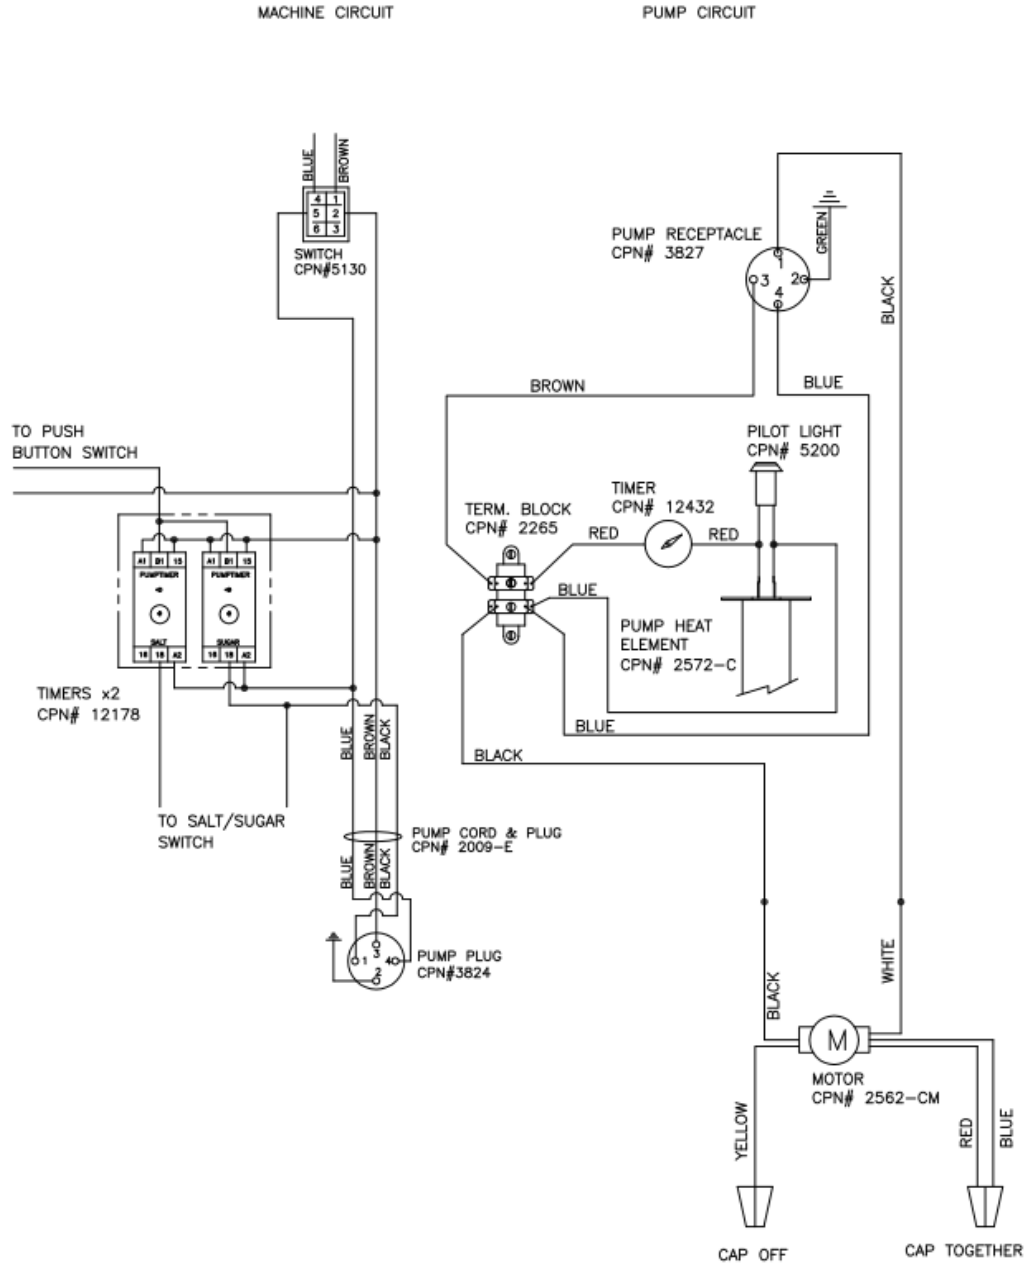 MACHINE CIRCUIT
PUMP CIRCUIT
BLUE
BROWN
4 1
5 2
6 3
SWITCH
CPN#5130
PUMP RECEPTACLE
CPN# 3827
GREEN
1
3
2
4
BLACK
BROWN
BLUE
TO PUSH
BUTTON SWITCH
PILOT LIGHT
CPN# 5200
TIMER
CPN# 12432
TERM. BLOCK
CPN# 2265
RED
RED
BLUE
A1 B1 15
PUMPTIMER
SALT
18 16 A2
A1 B1 15
PUMPTIMER
SUGAR
18 A2
PUMP HEAT
ELEMENT
CPN# 2572-C
TIMERS x2
CPN# 12178
BLUE
BROWN
BLACK
BLUE
BLACK
TO SALT/SUGAR
SWITCH
PUMP CORD & PLUG
CPN# 2009-E
BLUE
BROWN
BLACK
3
1
4
2
PUMP PLUG
CPN#3824
BLACK
WHITE
M
MOTOR
CPN# 2562-CM
YELLOW
RED
BLUE
CAP OFF
CAP TOGETHER